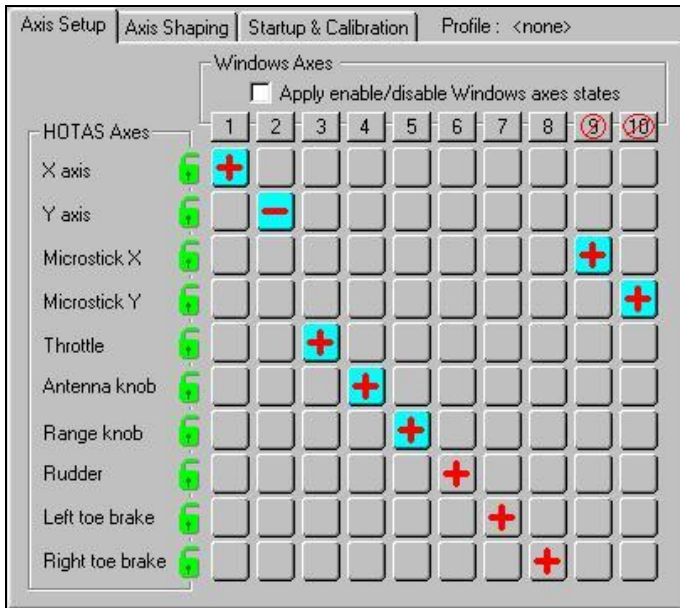 Axis Setup Axis Shaping Startup & Calibration Profile : <none>
Windows Axes
Apply enable/disable Windows axes states
HOTAS Axes 1 2 3 4 5 6 7 8 9 10
X axis
Y axis
Microstick X
Microstick Y
Throttle
Antenna knob
Range knob
Rudder
Left toe brake
Right toe brake